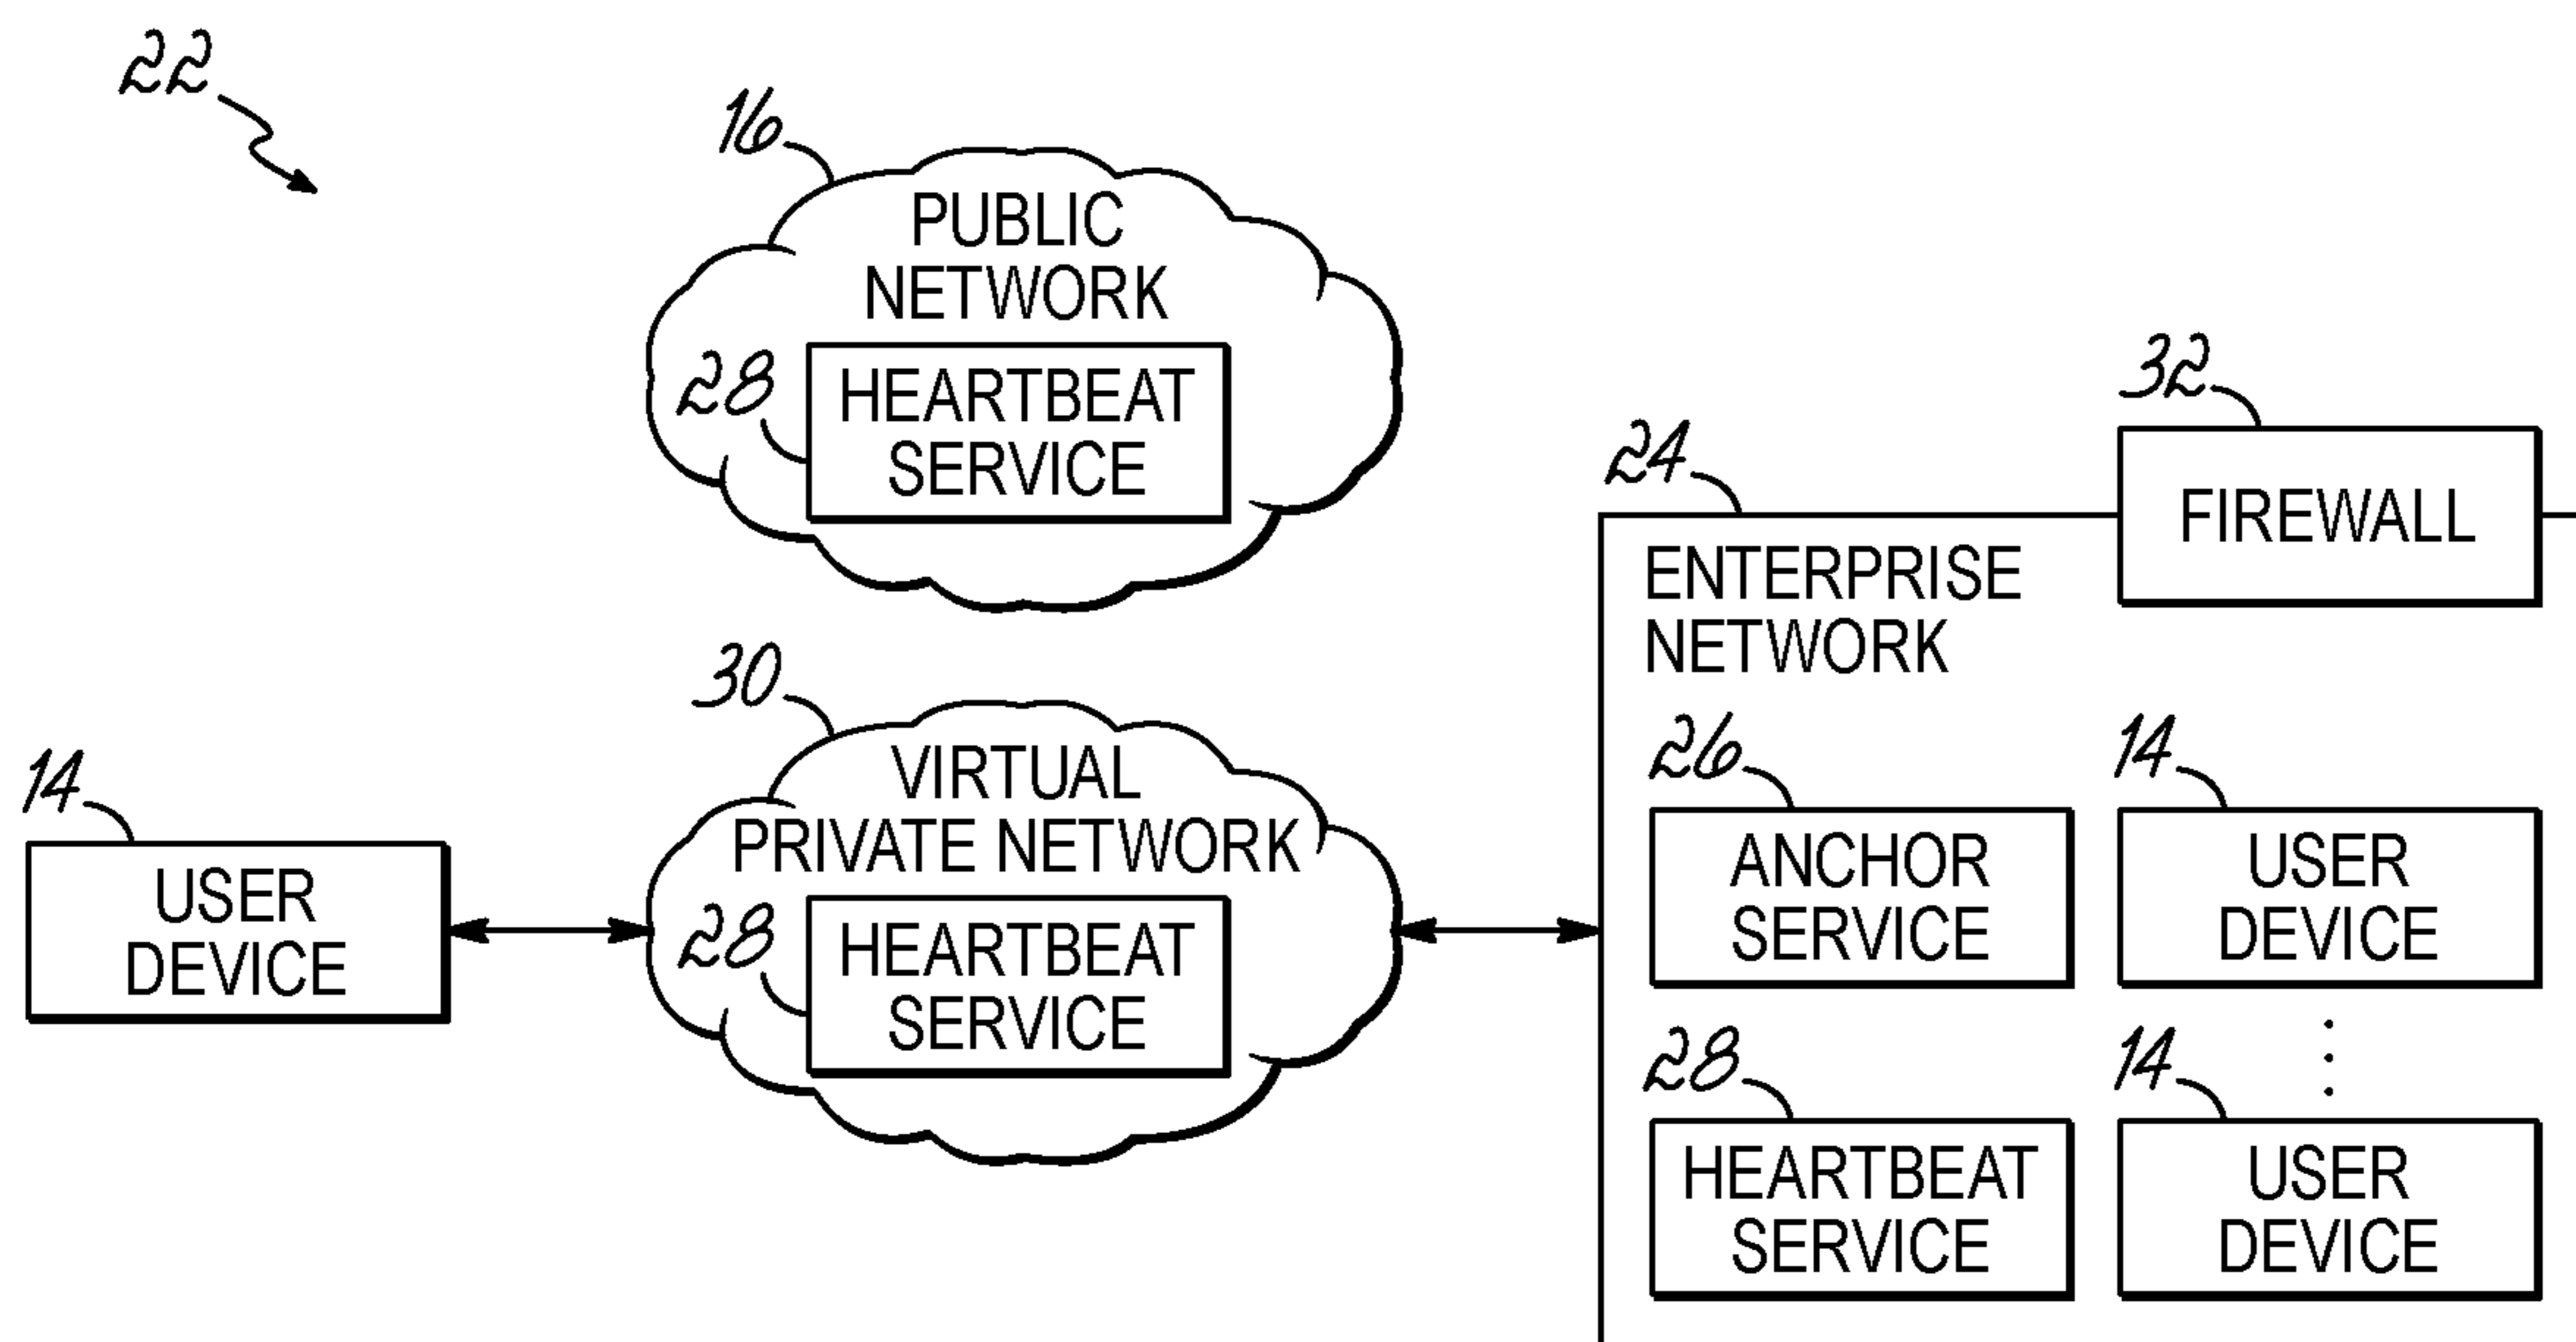 22
16
PUBLIC
NETWORK
28
HEARTBEAT
SERVICE
32
FIREWALL
24
ENTERPRISE
NETWORK
30
VIRTUAL
PRIVATE NETWORK
28
HEARTBEAT
SERVICE
14
USER
DEVICE
26
ANCHOR
SERVICE
14
USER
DEVICE
28
HEARTBEAT
SERVICE
14
USER
DEVICE